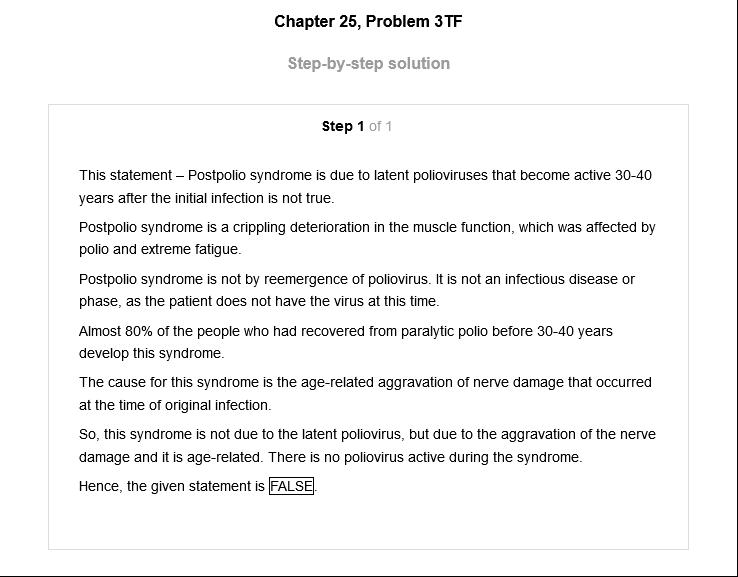 Chapter 25, Problem 3TF
Step-by-step solution
Step 1 of 1
This statement – Postpolio syndrome is due to latent polioviruses that become active 30-40
years after the initial infection is not true.
Postpolio syndrome is a crippling deterioration in the muscle function, which was affected by
polio and extreme fatigue.
Postpolio syndrome is not by reemergence of poliovirus. It is not an infectious disease or
phase, as the patient does not have the virus at this time.
Almost 80% of the people who had recovered from paralytic polio before 30-40 years
develop this syndrome.
The cause for this syndrome is the age-related aggravation of nerve damage that occurred
at the time of original infection.
So, this syndrome is not due to the latent poliovirus, but due to the aggravation of the nerve
damage and it is age-related. There is no poliovirus active during the syndrome.
Hence, the given statement is FALSE.